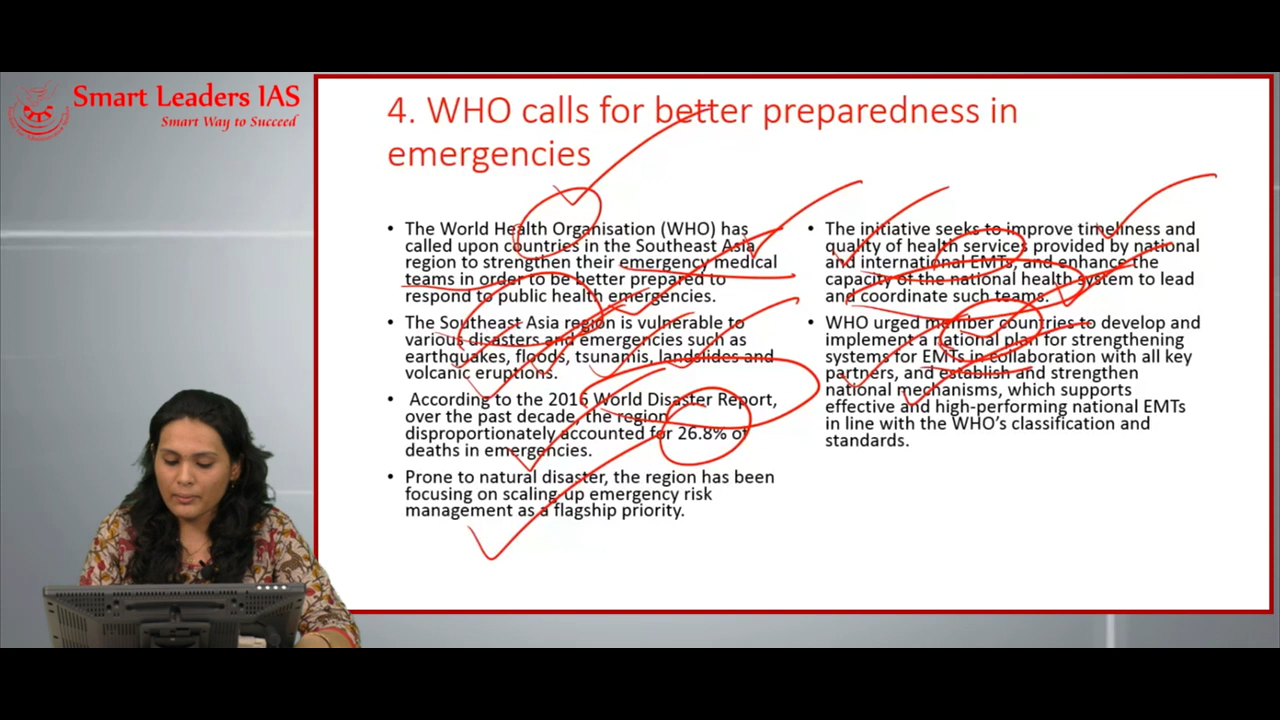 Smart Leaders IAS
Smart Way to Succeed
4. WHO calls for better preparedness in
emergencies
• The World Health Organisation (WHO) has
called upon countries in the Southeast Asia
region to strengthen their emergency medical
teams in order to be better prepared to
respond to public health emergencies.
• The Southeast Asia region is vulnerable to
various disasters and emergencies such as
earthquakes, floods, tsunamis, landslides and
volcanic eruptions.
• According to the 2016 World Disaster Report,
over the past decade, the region
disproportionately accounted for 26.8% of
deaths in emergencies.
• Prone to natural disaster, the region has been
focusing on scaling up emergency risk
management as a flagship priority.
• The initiative seeks to improve timeliness and
quality of health services provided by national
and international EMTs, and enhance the
capacity of the national health system to lead
and coordinate such teams.
• WHO urged member countries to develop and
implement a national plan for strengthening
systems for EMTs in collaboration with all key
partners, and establish and strengthen
national mechanisms, which supports
effective and high-performing national EMTs
in line with the WHO's classification and
standards.